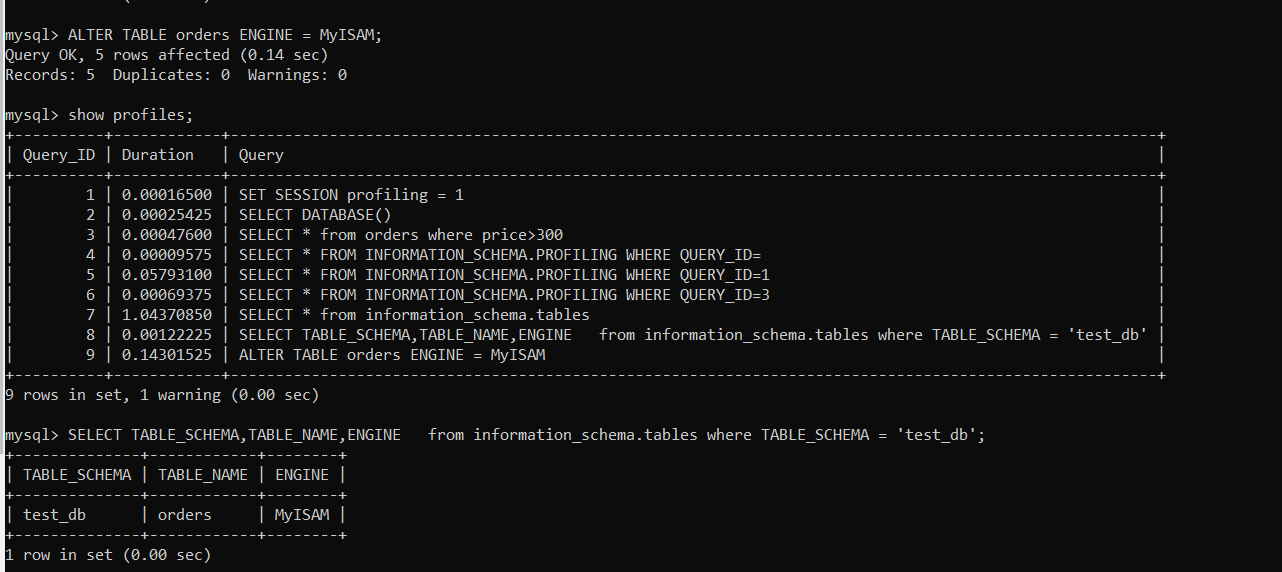 mysql> ALTER TABLE orders ENGINE = MyISAM;
Query OK, 5 rows affected (0.14 sec)
Records: 5  Duplicates: 0  Warnings: 0
mysql> show profiles;
+----------+------------+-------------------------------------------------------------------------------------------------------+
| Query_ID | Duration   | Query                                                                                                 |
+----------+------------+-------------------------------------------------------------------------------------------------------+
|        1 | 0.00016500 | SET SESSION profiling = 1                                                                             |
|        2 | 0.00025425 | SELECT DATABASE()                                                                                     |
|        3 | 0.00047600 | SELECT * from orders where price>300                                                                  |
|        4 | 0.00009575 | SELECT * FROM INFORMATION_SCHEMA.PROFILING WHERE QUERY_ID=                                            |
|        5 | 0.05793100 | SELECT * FROM INFORMATION_SCHEMA.PROFILING WHERE QUERY_ID=1                                           |
|        6 | 0.00069375 | SELECT * FROM INFORMATION_SCHEMA.PROFILING WHERE QUERY_ID=3                                           |
|        7 | 1.04370850 | SELECT * from information_schema.tables                                                               |
|        8 | 0.00122225 | SELECT TABLE_SCHEMA,TABLE_NAME,ENGINE   from information_schema.tables where TABLE_SCHEMA = 'test_db' |
|        9 | 0.14301525 | ALTER TABLE orders ENGINE = MyISAM                                                                    |
+----------+------------+-------------------------------------------------------------------------------------------------------+
9 rows in set, 1 warning (0.00 sec)
mysql> SELECT TABLE_SCHEMA,TABLE_NAME,ENGINE   from information_schema.tables where TABLE_SCHEMA = 'test_db';
+--------------+------------+--------+
| TABLE_SCHEMA | TABLE_NAME | ENGINE |
+--------------+------------+--------+
| test_db      | orders     | MyISAM |
+--------------+------------+--------+
1 row in set (0.00 sec)